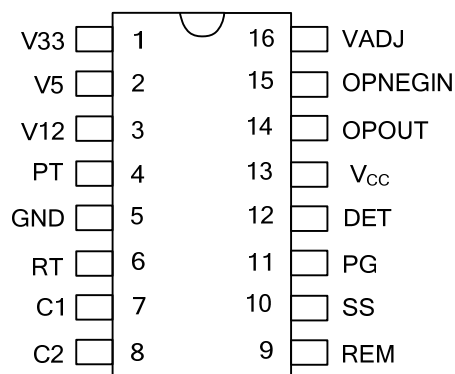 V33 1 16 VADJ
V5 2 15 OPNEGIN
V12 3 14 OPOUT
PT 4 13 VCC
GND 5 12 DET
RT 6 11 PG
C1 7 10 SS
C2 8 9 REM